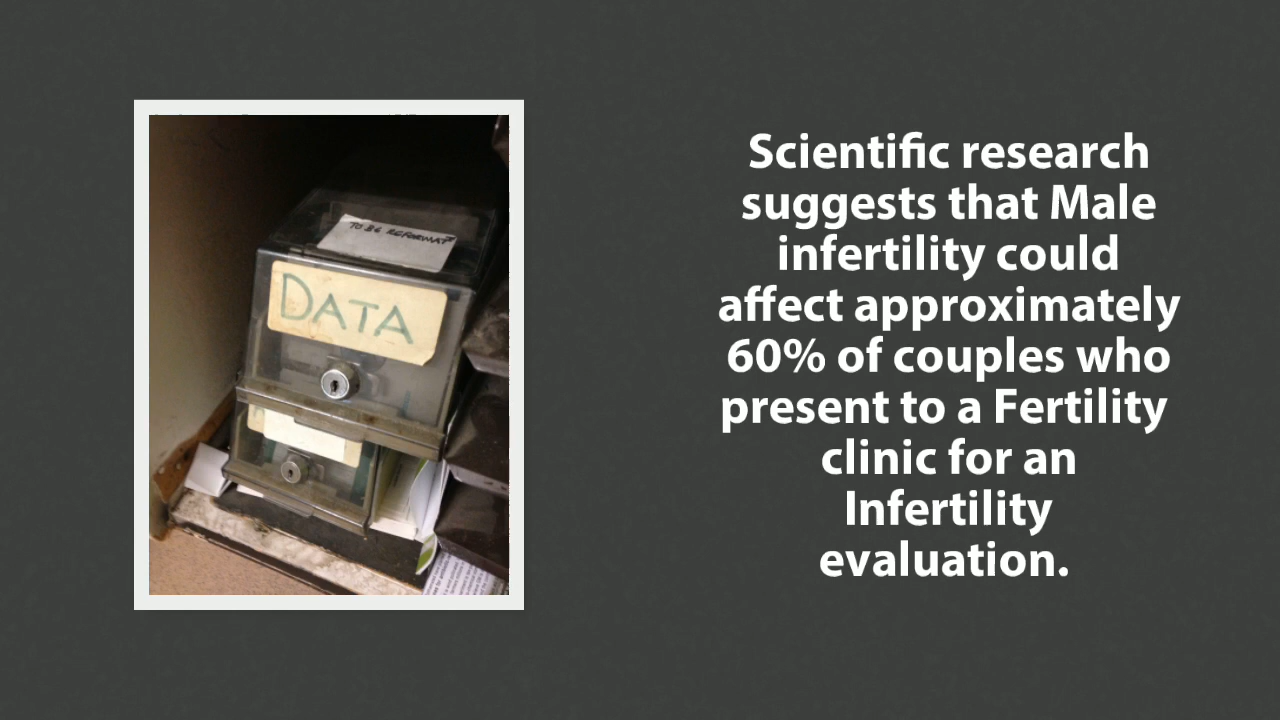 TO BE REFORMAT
DATA
Scientific research
suggests that Male
infertility could
affect approximately
60% of couples who
present to a Fertility
clinic for an
Infertility
evaluation.